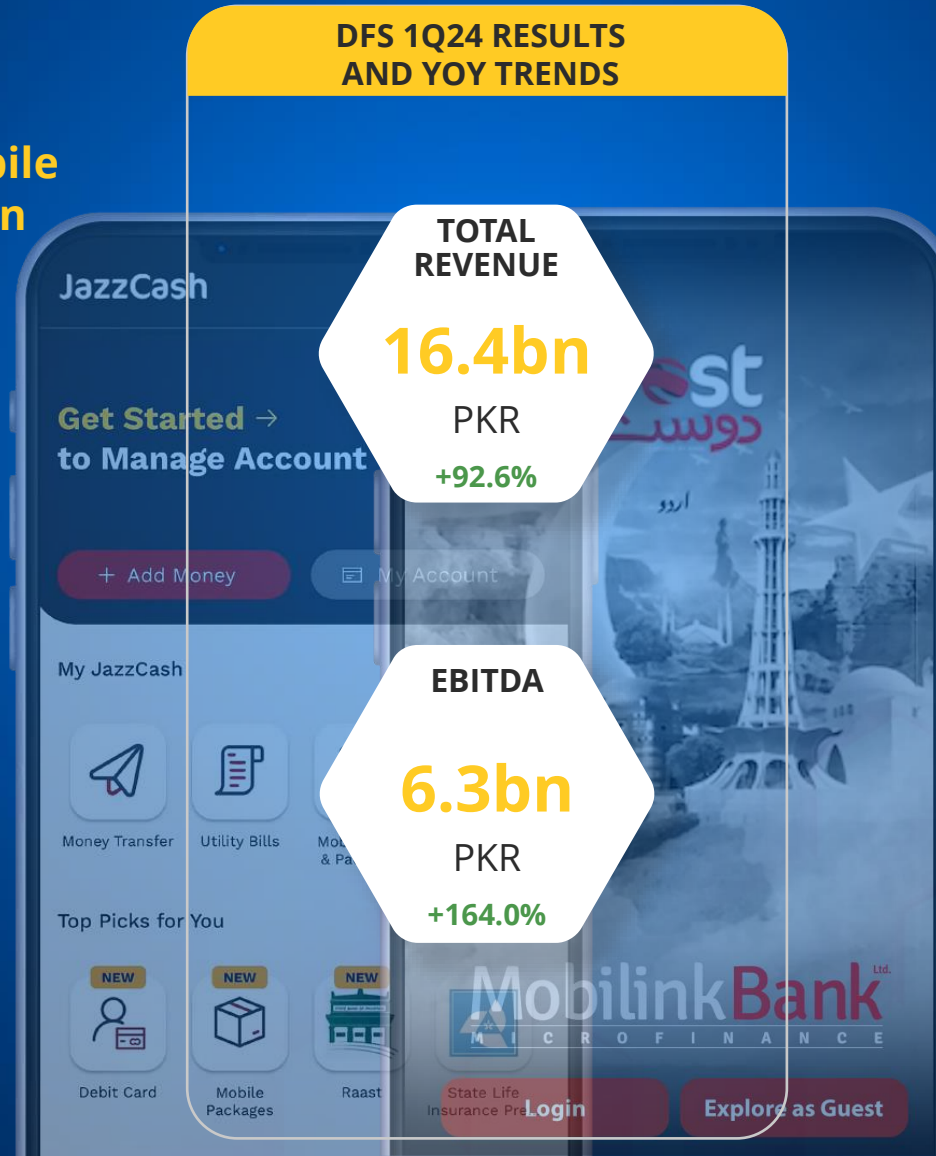 DFS 1Q24 RESULTS
AND YOY TRENDS
TOTAL
REVENUE
16.4bn
PKR
+92.6%
EBITDA
6.3bn
PKR
+164.0%
JazzCash
Get Started →
to Manage Account
+ Add Money
My Account
My JazzCash
Money Transfer
Utility Bills
Top Picks for You
NEW
NEW
NEW
Debit Card
Mobile
Packages
Raast
State Life
Insurance
دوست
اردو
MobilinkBank Ltd.
MICROFINANCE
Login
Explore as Guest